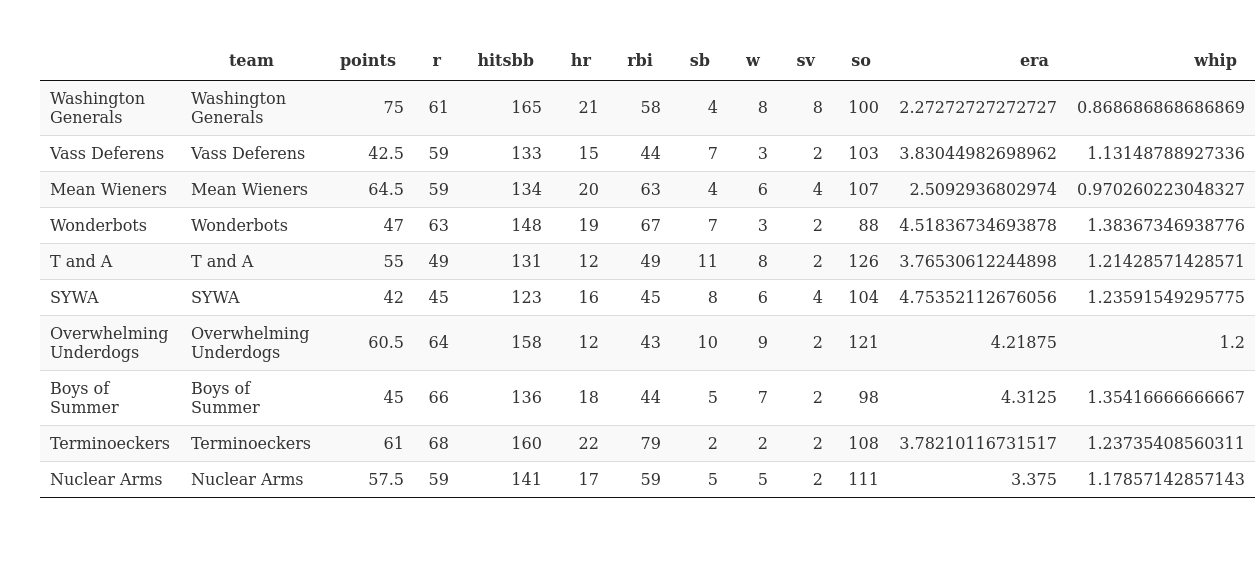 team points r hitsbb hr rbi sb w sv so era whip
Washington Generals Washington Generals 75 61 165 21 58 4 8 8 100 2.27272727272727 0.868686868686869
Vass Deferens Vass Deferens 42.5 59 133 15 44 7 3 2 103 3.83044982698962 1.13148788927336
Mean Wieners Mean Wieners 64.5 59 134 20 63 4 6 4 107 2.5092936802974 0.970260223048327
Wonderbots Wonderbots 47 63 148 19 67 7 3 2 88 4.51836734693878 1.38367346938776
T and A T and A 55 49 131 12 49 11 8 2 126 3.76530612244898 1.21428571428571
SYWA SYWA 42 45 123 16 45 8 6 4 104 4.75352112676056 1.23591549295775
Overwhelming Underdogs Overwhelming Underdogs 60.5 64 158 12 43 10 9 2 121 4.21875 1.2
Boys of Summer Boys of Summer 45 66 136 18 44 5 7 2 98 4.3125 1.35416666666667
Terminoeckers Terminoeckers 61 68 160 22 79 2 2 2 108 3.78210116731517 1.23735408560311
Nuclear Arms Nuclear Arms 57.5 59 141 17 59 5 5 2 111 3.375 1.17857142857143